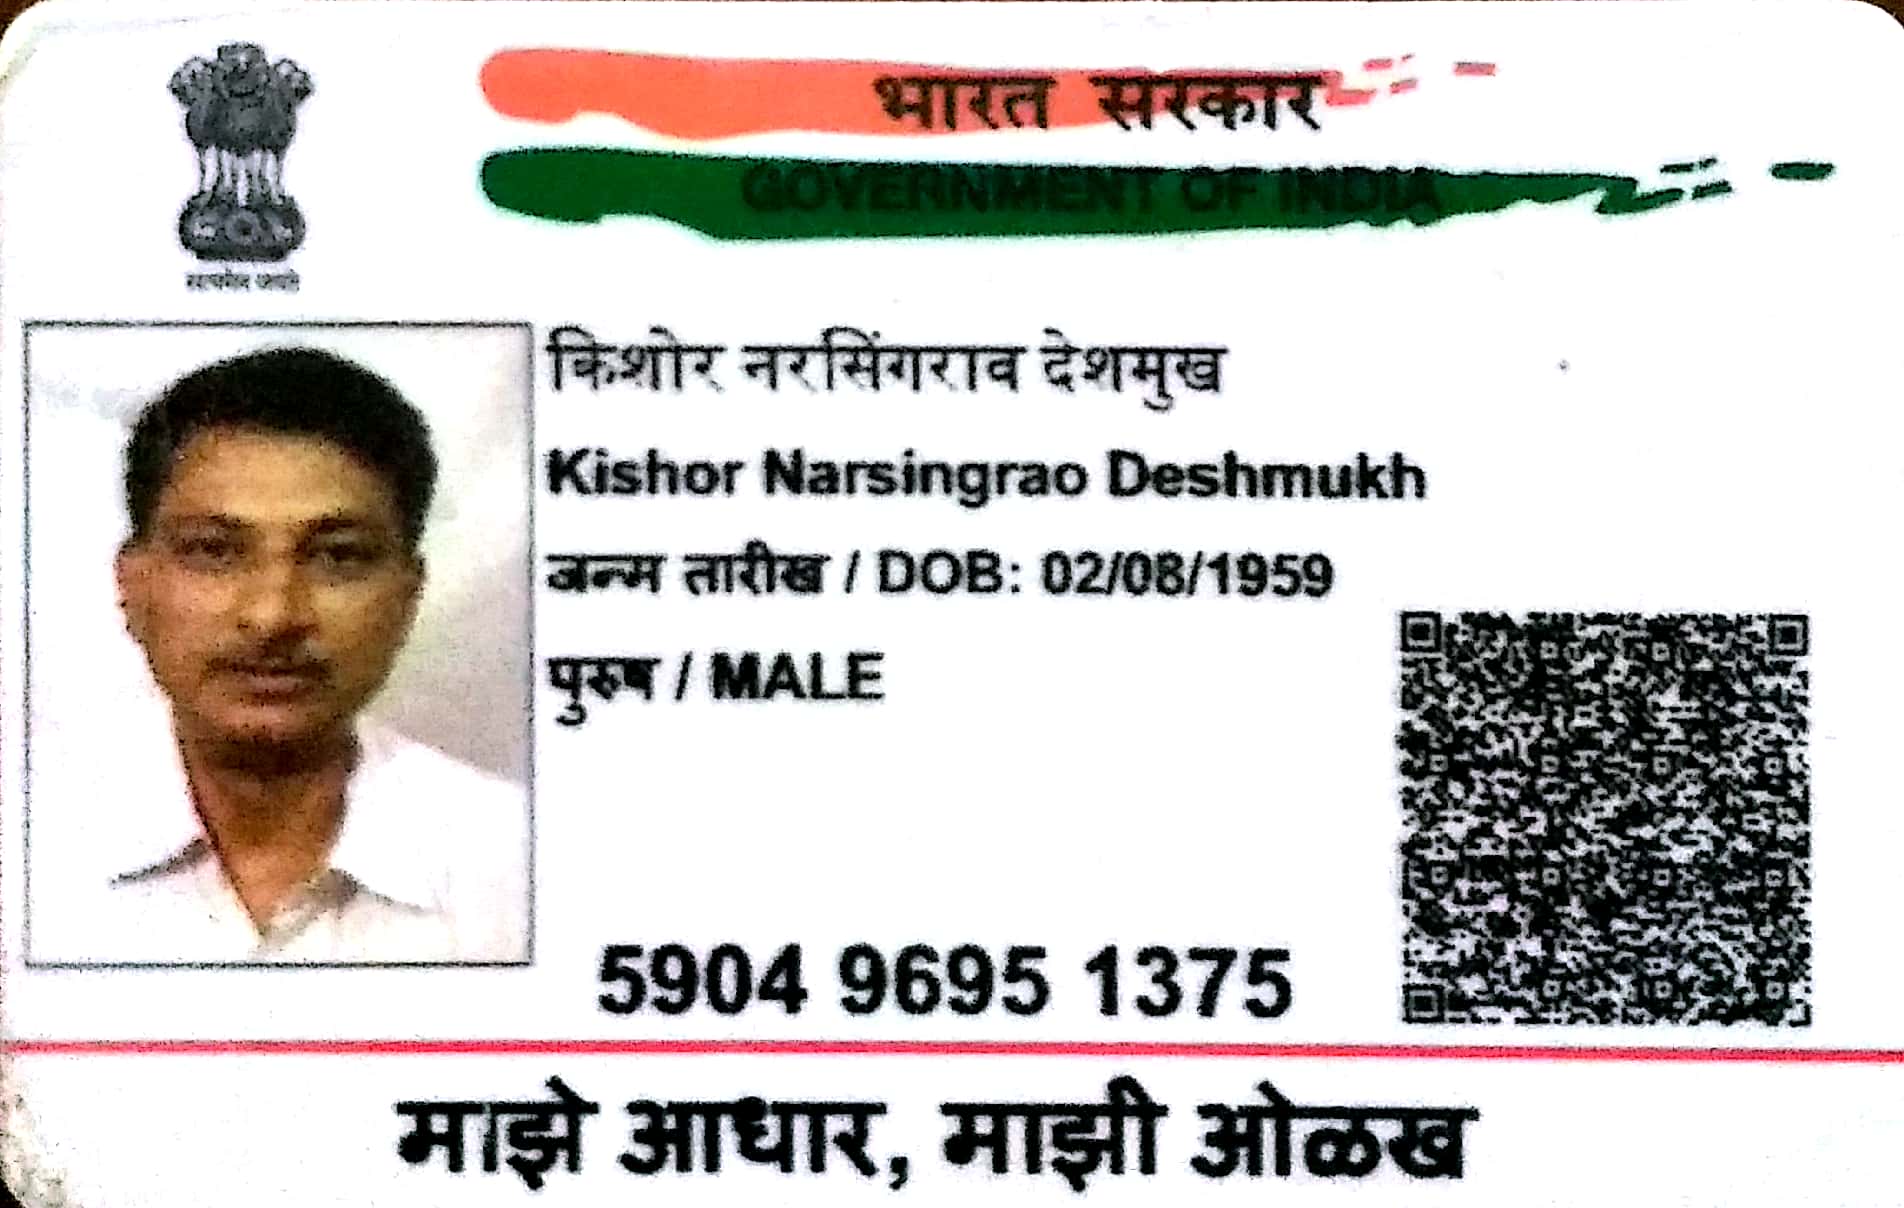 भारत सरकार
GOVERNMENT OF INDIA
सत्यमेव जयते
किशोर नरसिंगराव देशमुख
Kishor Narsingrao Deshmukh
जन्म तारीख / DOB: 02/08/1959
पुरुष / MALE
5904 9695 1375
माझे आधार, माझी ओळख